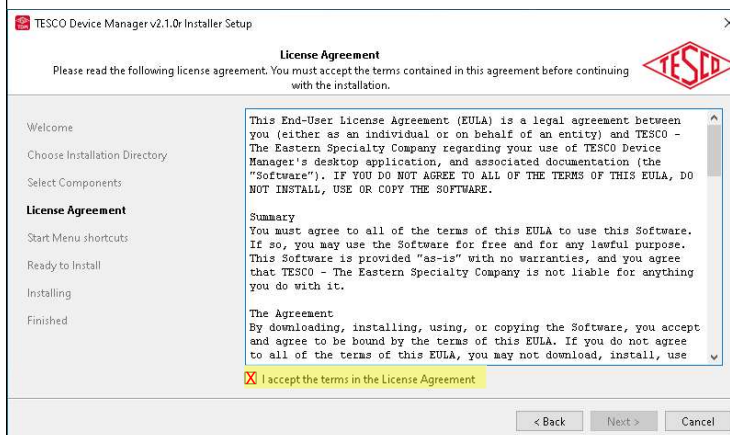 TESCO Device Manager v2.1.0r Installer Setup
License Agreement
Please read the following license agreement. You must accept the terms contained in this agreement before continuing
with the installation.
TESCO
Welcome
Choose Installation Directory
Select Components
License Agreement
Start Menu shortcuts
Ready to Install
Installing
Finished
This End-User License Agreement (EULA) is a legal agreement between
you (either as an individual or on behalf of an entity) and TESCO -
The Eastern Specialty Company regarding your use of TESCO Device
Manager's desktop application, and associated documentation (the
"Software"). IF YOU DO NOT AGREE TO ALL OF THE TERMS OF THIS EULA, DO
NOT INSTALL, USE OR COPY THE SOFTWARE.
Summary
You must agree to all of the terms of this EULA to use this Software.
If so, you may use the Software for free and for any lawful purpose.
This Software is provided "as-is" with no warranties, and you agree
that TESCO - The Eastern Specialty Company is not liable for anything
you do with it.
The Agreement
By downloading, installing, using, or copying the Software, you accept
and agree to be bound by the terms of this EULA. If you do not agree
to all of the terms of this EULA, you may not download, install, use
I accept the terms in the License Agreement
< Back
Next >
Cancel